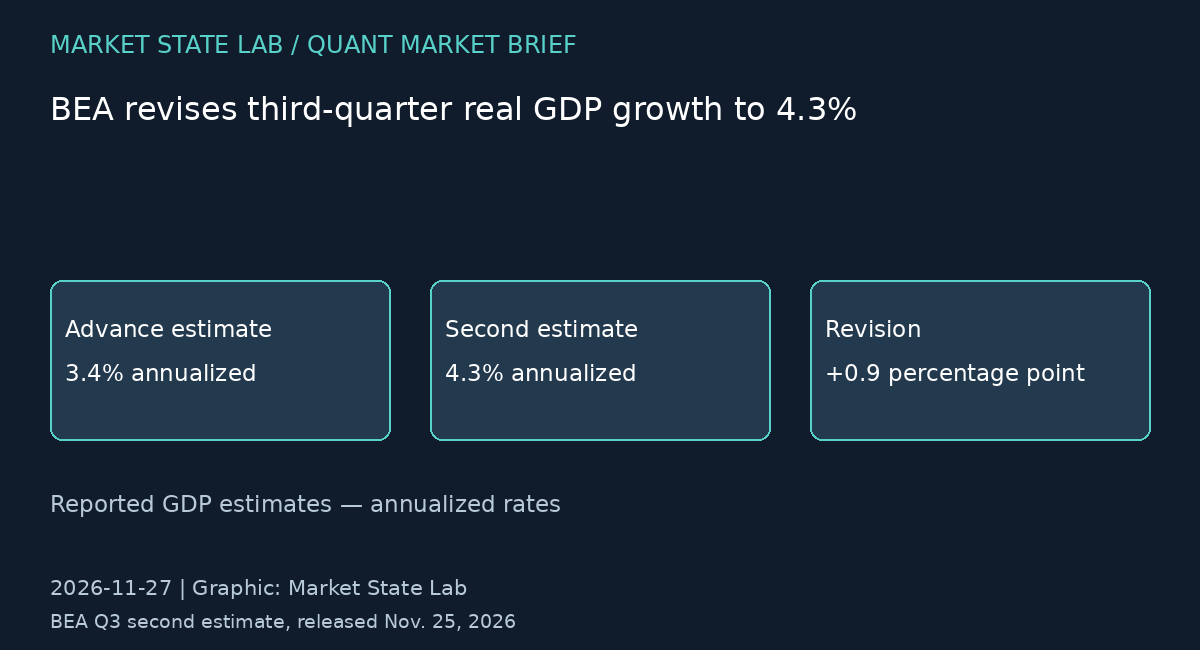 MARKET STATE LAB / QUANT MARKET BRIEF
BEA revises third-quarter real GDP growth to 4.3%
Advance estimate
3.4% annualized
Second estimate
4.3% annualized
Revision
+0.9 percentage point
Reported GDP estimates — annualized rates
2026-11-27 | Graphic: Market State Lab
BEA Q3 second estimate, released Nov. 25, 2026